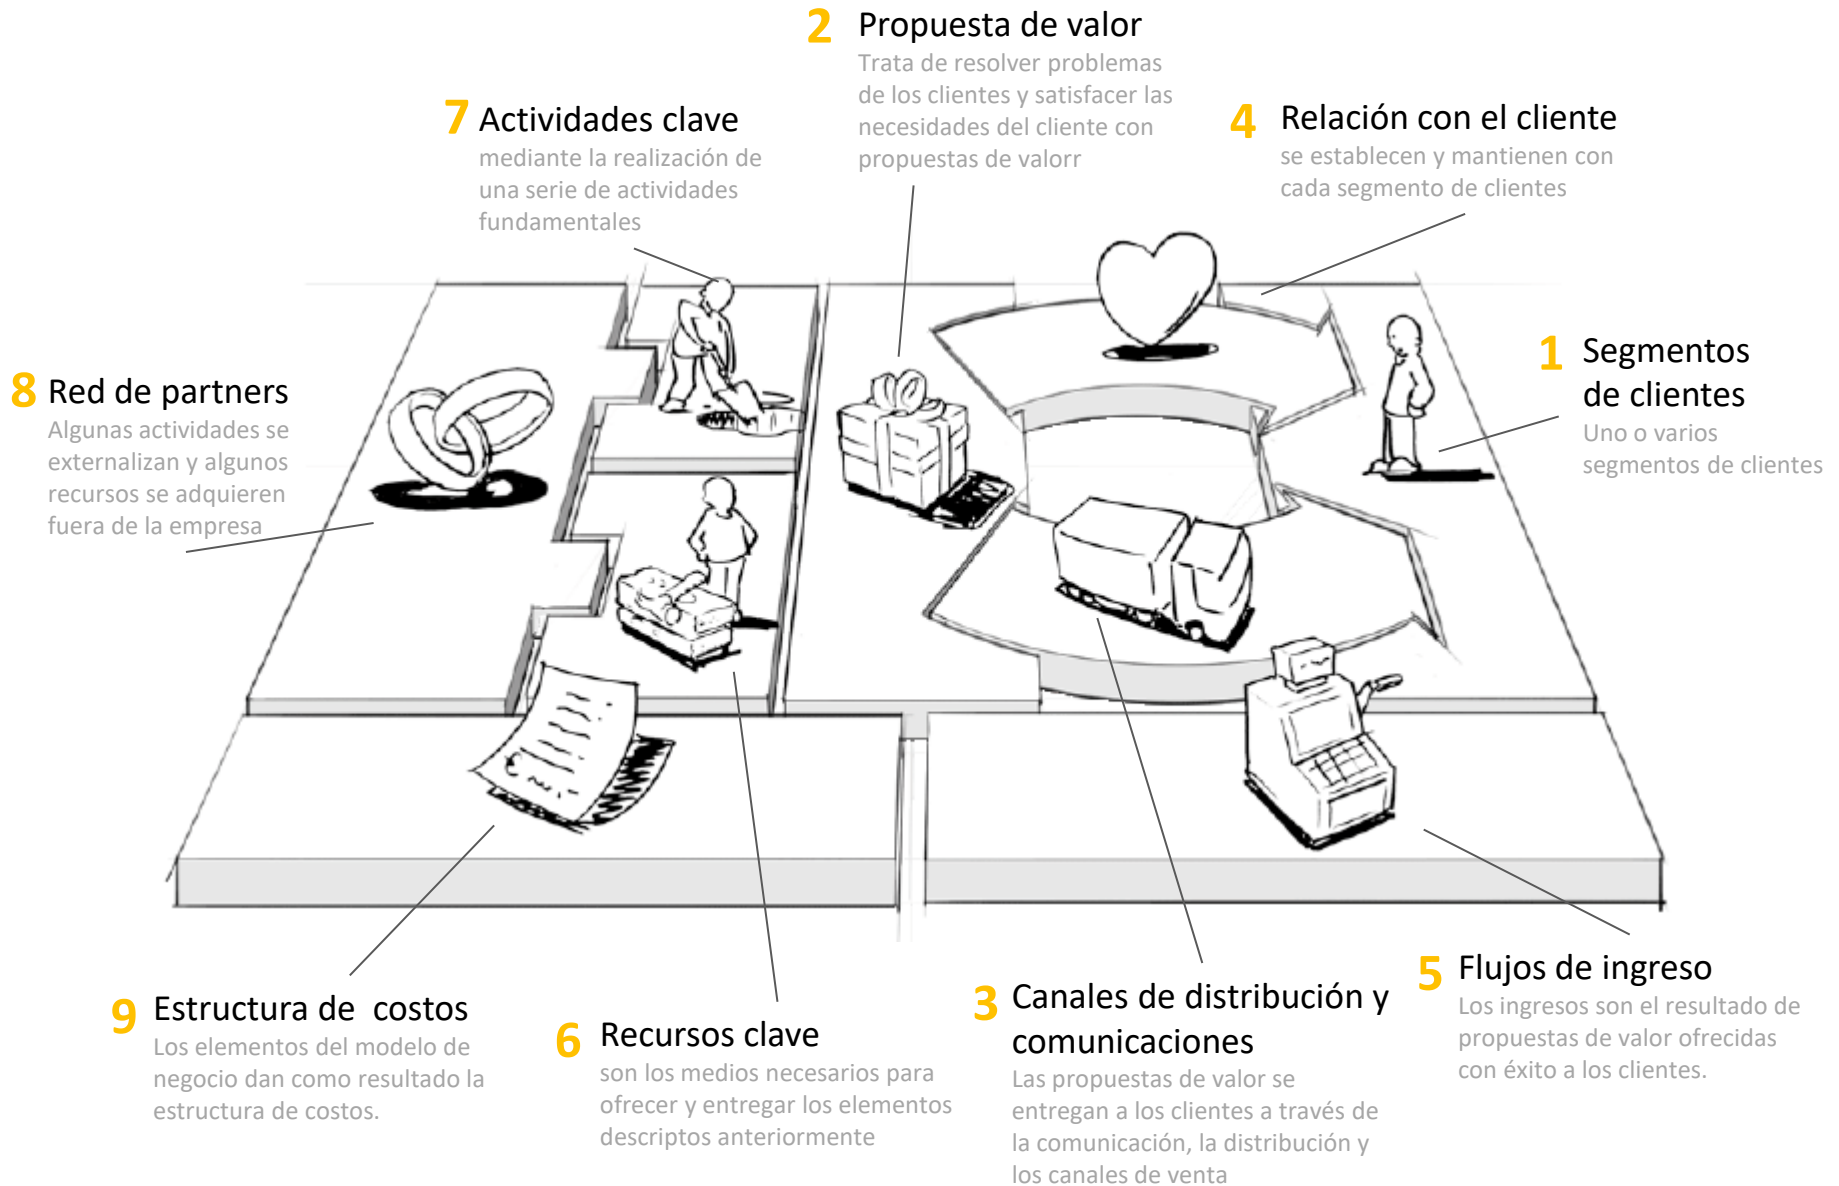 2 Propuesta de valor
Trata de resolver problemas
de los clientes y satisfacer las
necesidades del cliente con
propuestas de valorr
7 Actividades clave
mediante la realización de
una serie de actividades
fundamentales
4 Relación con el cliente
se establecen y mantienen con
cada segmento de clientes
1 Segmentos
de clientes
Uno o varios
segmentos de clientes
8 Red de partners
Algunas actividades se
externalizan y algunos
recursos se adquieren
fuera de la empresa
9 Estructura de costos
Los elementos del modelo de
negocio dan como resultado la
estructura de costos.
6 Recursos clave
son los medios necesarios para
ofrecer y entregar los elementos
descriptos anteriormente
3 Canales de distribución y
comunicaciones
Las propuestas de valor se
entregan a los clientes a través de
la comunicación, la distribución y
los canales de venta
5 Flujos de ingreso
Los ingresos son el resultado de
propuestas de valor ofrecidas
con éxito a los clientes.